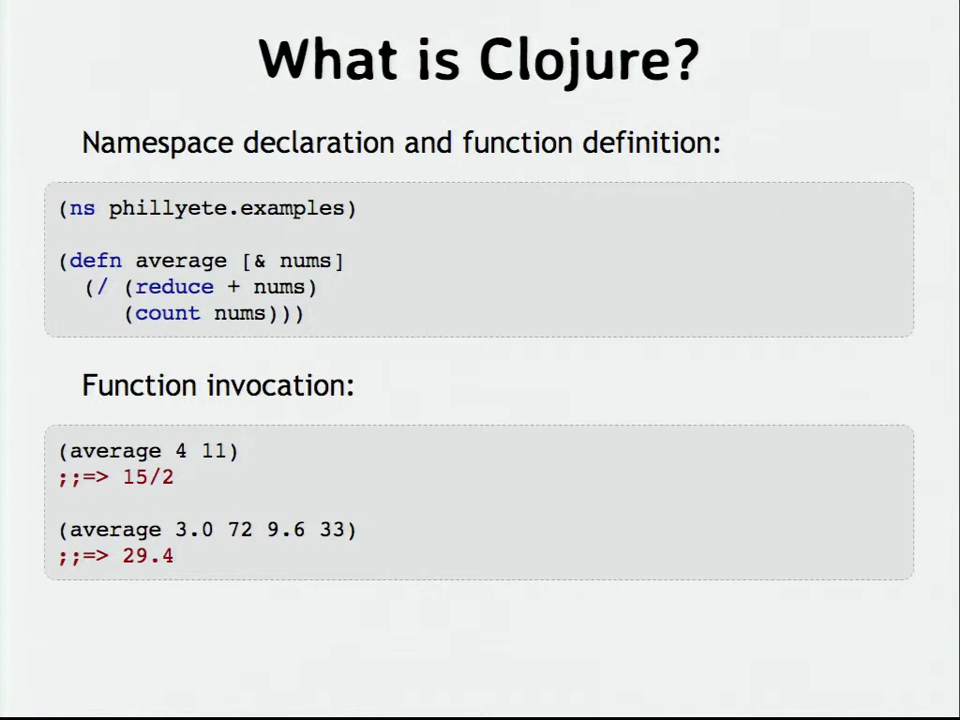 What is Clojure?
Namespace declaration and function definition:
(ns phillyete.examples)
(defn average [& nums]
  (/ (reduce + nums)
     (count nums)))
Function invocation:
(average 4 11)
;;=> 15/2
(average 3.0 72 9.6 33)
;;=> 29.4